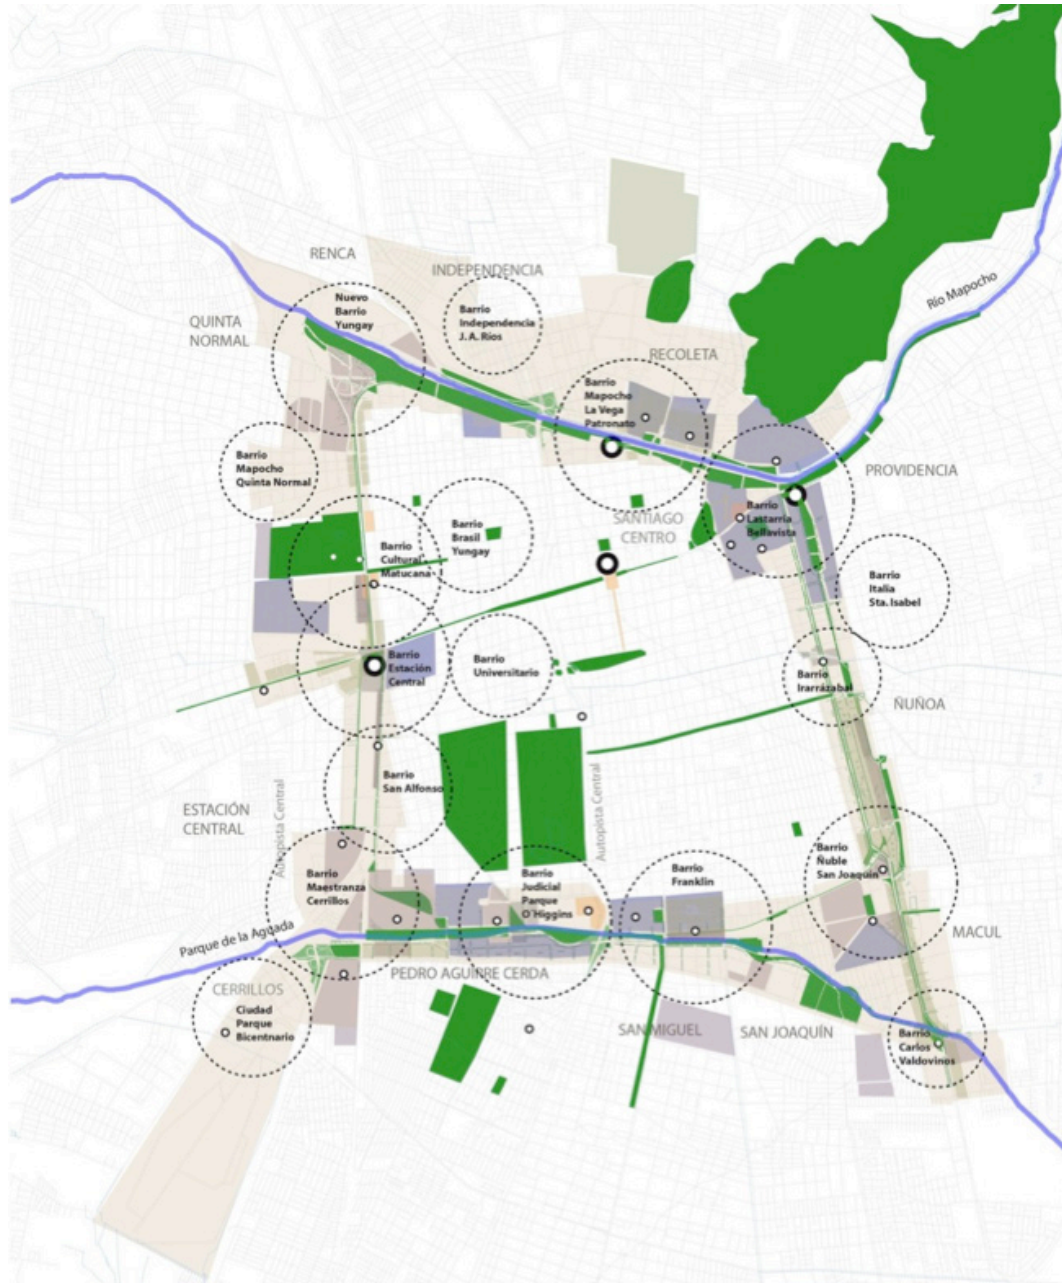 Río Mapocho
RENCA
INDEPENDENCIA
Nuevo
Barrio
Yungay
Barrio
Independencia
J. A. Ríos
QUINTA
NORMAL
RECOLETA
Barrio
Mapocho
La Vega
Patronato
Barrio
Mapocho
Quinta Normal
PROVIDENCIA
Barrio
Lastarria
Bellavista
SANTIAGO
CENTRO
Barrio
Brasil
Yungay
Barrio
Cultural
Matucana
Barrio
Italia
Sta. Isabel
Barrio
Estación
Central
Barrio
Universitario
Barrio
Irarrázabal
ÑUÑOA
Barrio
San Alfonso
Autopista Central
Autopista Central
ESTACIÓN
CENTRAL
Barrio
Maestranza
Cerrillos
Barrio
Judicial
Parque
O'Higgins
Barrio
Franklin
Barrio
Ñuble
San Joaquín
MACUL
Parque de la Aguada
PEDRO AGUIRRE CERDA
CERRILLOS
Ciudad
Parque
Bicentnario
SAN MIGUEL
SAN JOAQUÍN
Barrio
Carlos
Valdovinos